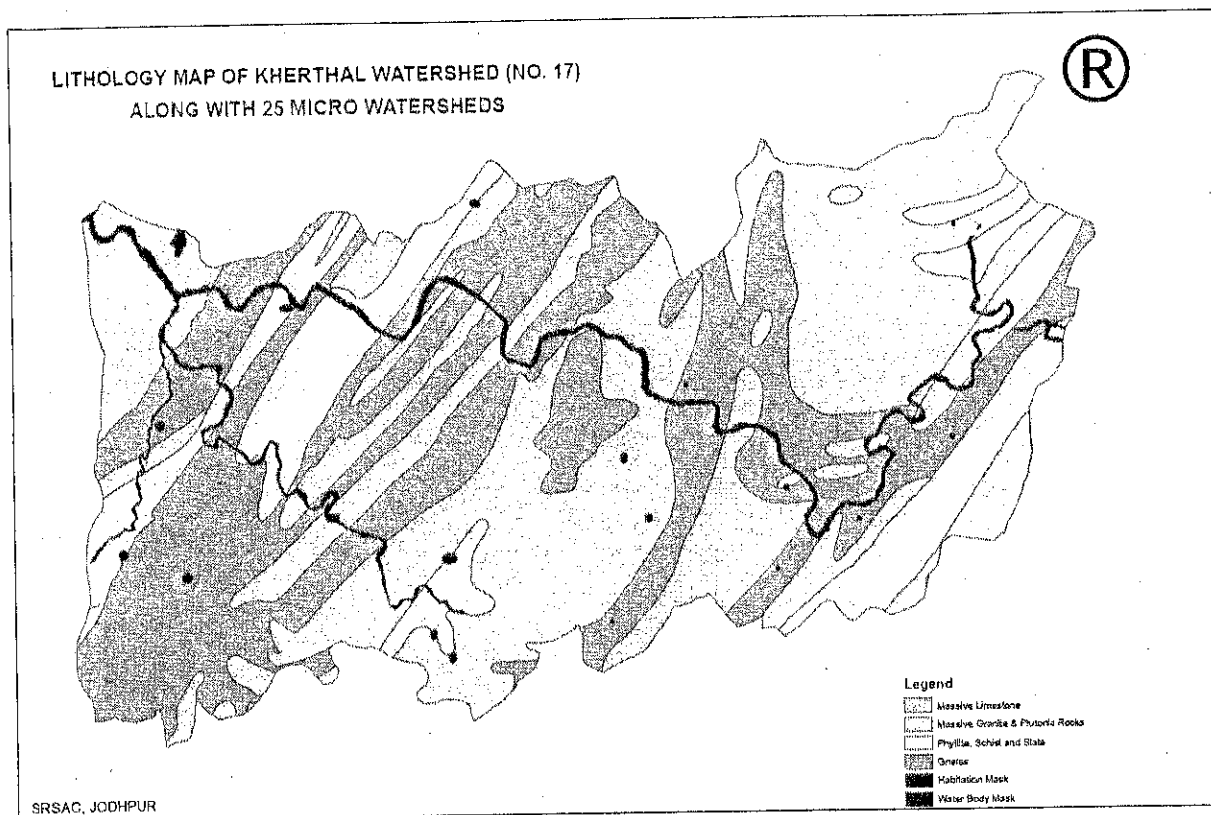 LITHOLOGY MAP OF KHERTHAL WATERSHED (NO. 17)
ALONG WITH 25 MICRO WATERSHEDS
®
Legend
Massive Limestone
Massive Granite & Plutonic Rocks
Phyllite, Schist and Slate
Gneiss
Habitation Mask
Water Body Mask
SRSAC, JODHPUR